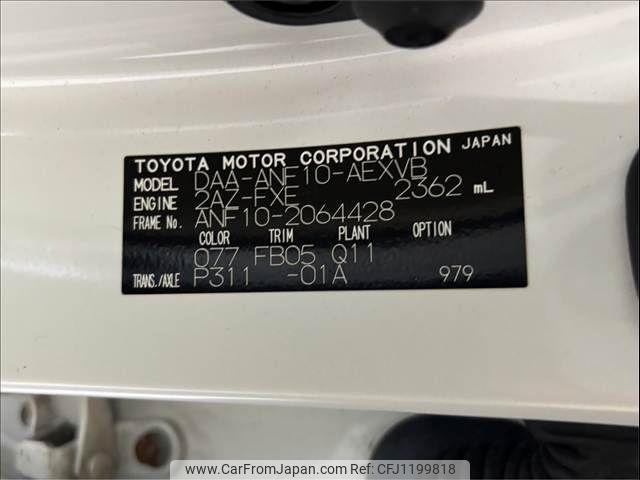 TOYOTA MOTOR CORPORATION JAPAN
MODEL DAA-ANF10-AEXVB
ENGINE 2AZ-FXE 2362 mL
FRAME No. ANF10-2064428
COLOR TRIM PLANT OPTION
077 FB05 Q11
TRANS./AXLE P311 -01A 979
www.CarFromJapan.com Ref No: CFJ1199818